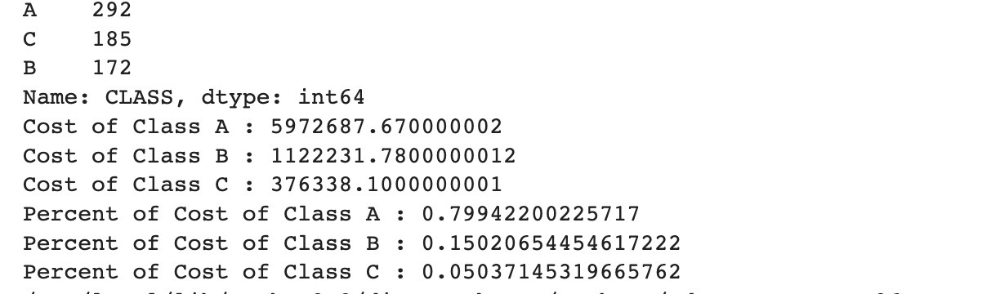 A    292
C    185
B    172
Name: CLASS, dtype: int64
Cost of Class A : 5972687.670000002
Cost of Class B : 1122231.7800000012
Cost of Class C : 376338.1000000001
Percent of Cost of Class A : 0.79942200225717
Percent of Cost of Class B : 0.15020654454617222
Percent of Cost of Class C : 0.05037145319665762